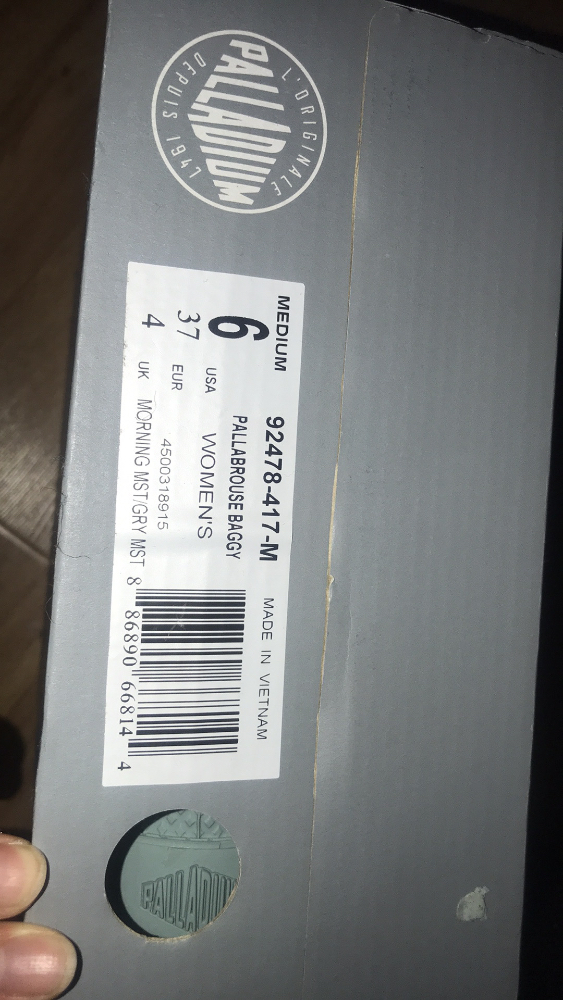 L'ORIGINALE
PALLADIUM
DEPUIS 1947
MEDIUM 92478-417-M MADE IN VIETNAM
6 USA PALLABROUSE BAGGY
WOMEN'S
37 EUR
4500318915
4 UK MORNING MST/GRY MST
8 86890 66814 4
PALLADIUM